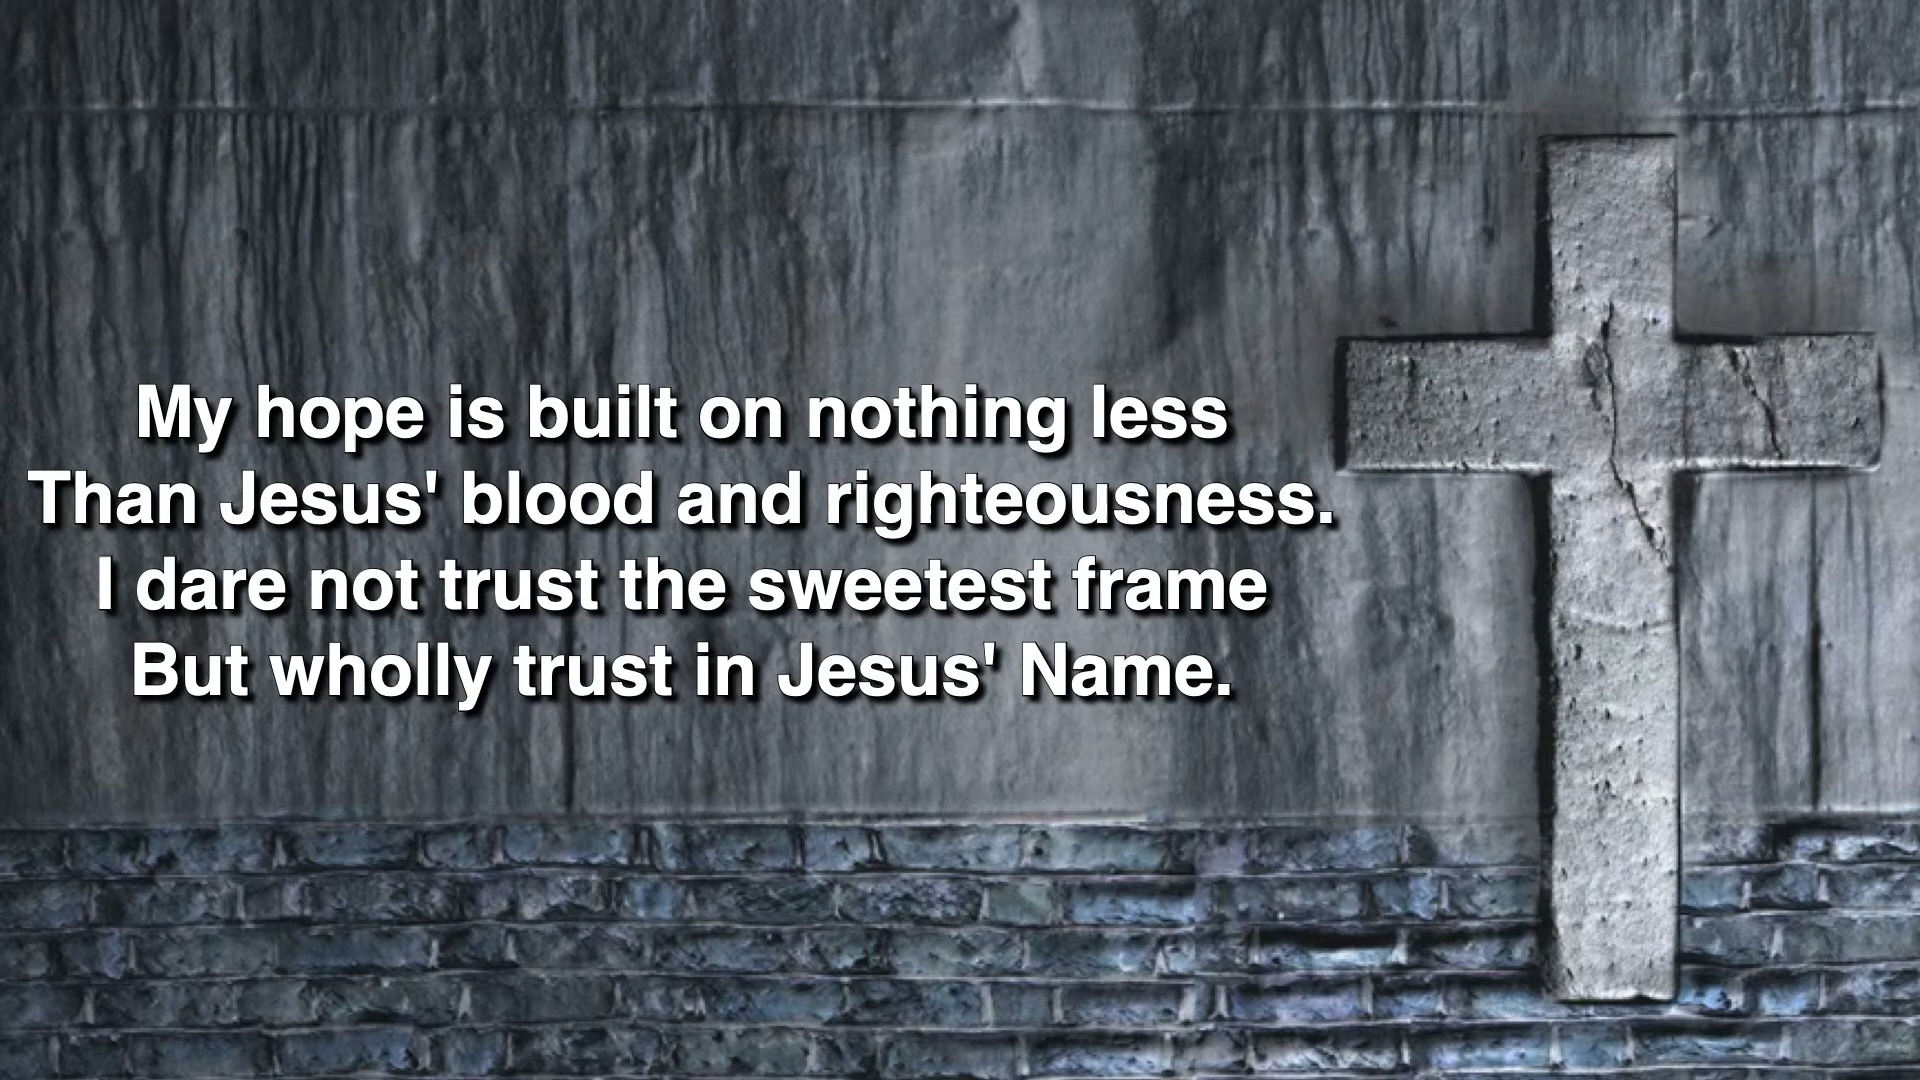 My hope is built on nothing less
Than Jesus' blood and righteousness.
I dare not trust the sweetest frame
But wholly trust in Jesus' Name.